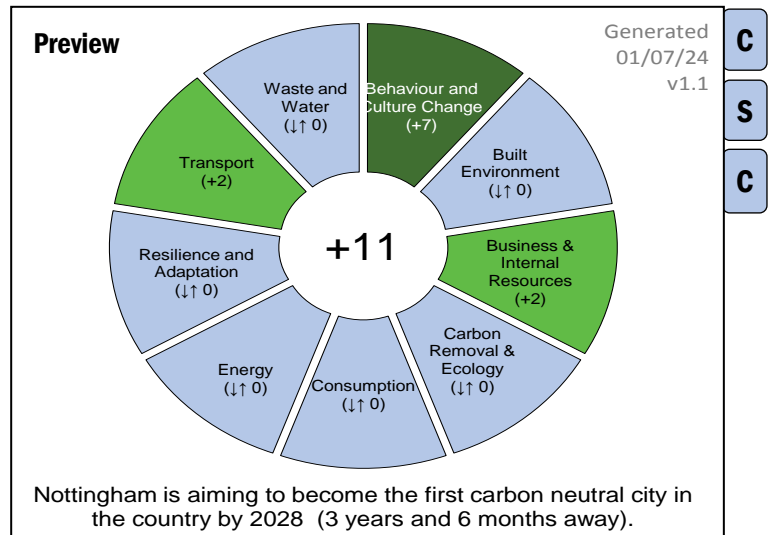 Preview
Generated
01/07/24
v1.1
C
S
C
Waste and
Water
(↓↑ 0)
Behaviour and
Culture Change
(+7)
Built
Environment
(↓↑ 0)
Business &
Internal
Resources
(+2)
Carbon
Removal &
Ecology
(↓↑ 0)
Consumption
(↓↑ 0)
Energy
(↓↑ 0)
Resilience and
Adaptation
(↓↑ 0)
Transport
(+2)
+11
Nottingham is aiming to become the first carbon neutral city in
the country by 2028 (3 years and 6 months away).